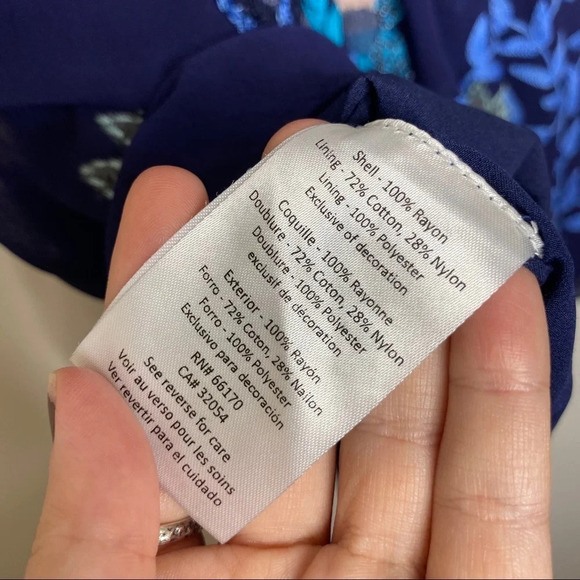 Shell - 100% Rayon
Lining - 72% Cotton, 28% Nylon
Lining - 100% Polyester
Exclusive of decoration
Coquille - 100% Rayonne
Doublure - 72% Coton, 28% Nylon
Doublure - 100% Polyester
exclusif de décoration
Exterior - 100% Rayón
Forro - 72% Coton, 28% Nailon
Forro - 100% Polyester
Exclusivo para decoración
RN# 66170
CA# 32054
See reverse for care
Voir au verso pour les soins
Ver revertir para el cuidado